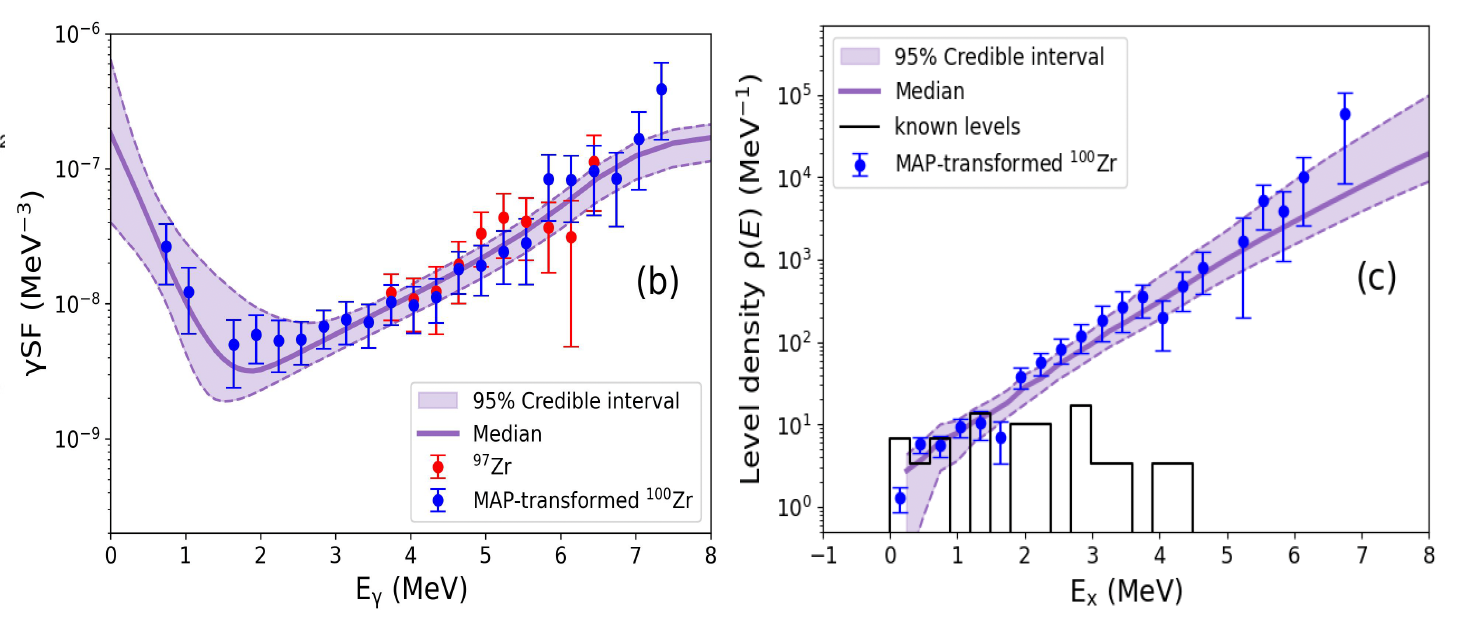 10⁻⁶
10⁻⁷
10⁻⁸
10⁻⁹
γSF (MeV⁻³)
2
(b)
95% Credible interval
Median
⁹⁷Zr
MAP-transformed ¹⁰⁰Zr
0 1 2 3 4 5 6 7 8
Eᵧ (MeV)
95% Credible interval
Median
known levels
MAP-transformed ¹⁰⁰Zr
10⁵
10⁴
10³
10²
10¹
10⁰
Level density ρ(E) (MeV⁻¹)
(c)
−1 0 1 2 3 4 5 6 7 8
Eₓ (MeV)